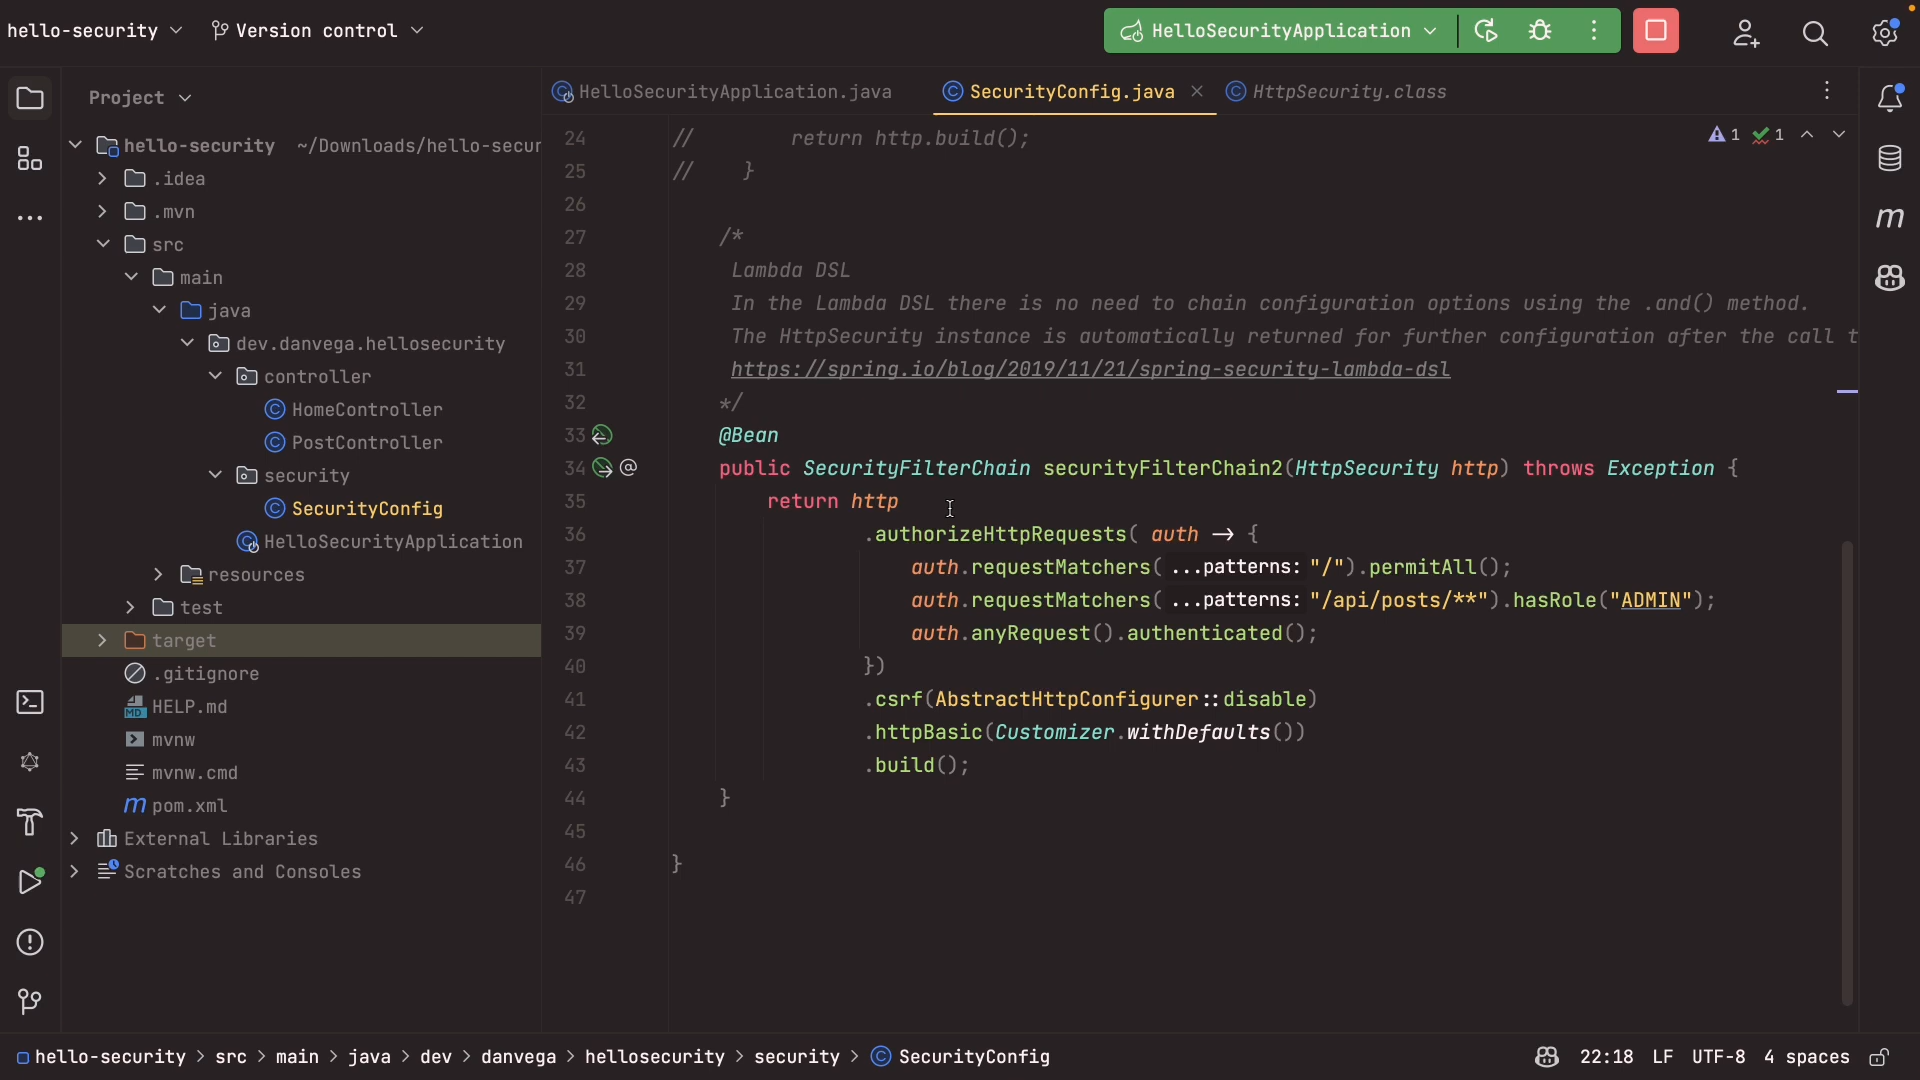 hello-security
Version control
HelloSecurityApplication
Project
HelloSecurityApplication.java
SecurityConfig.java
HttpSecurity.class
hello-security ~/Downloads/hello-secur
.idea
.mvn
src
main
java
dev.danvega.hellosecurity
controller
HomeController
PostController
security
SecurityConfig
HelloSecurityApplication
resources
test
target
.gitignore
HELP.md
mvnw
mvnw.cmd
pom.xml
External Libraries
Scratches and Consoles
1 1
24 // return http.build();
25 // }
26
27 /*
28 Lambda DSL
29 In the Lambda DSL there is no need to chain configuration options using the .and() method.
30 The HttpSecurity instance is automatically returned for further configuration after the call t
31 https://spring.io/blog/2019/11/21/spring-security-lambda-dsl
32 */
33 @Bean
34 @ public SecurityFilterChain securityFilterChain2(HttpSecurity http) throws Exception {
35 return http
36 .authorizeHttpRequests( auth -> {
37 auth.requestMatchers( ...patterns: "/").permitAll();
38 auth.requestMatchers( ...patterns: "/api/posts/**").hasRole("ADMIN");
39 auth.anyRequest().authenticated();
40 })
41 .csrf(AbstractHttpConfigurer::disable)
42 .httpBasic(Customizer.withDefaults())
43 .build();
44 }
45
46 }
47
hello-security > src > main > java > dev > danvega > hellosecurity > security > SecurityConfig
22:18 LF UTF-8 4 spaces